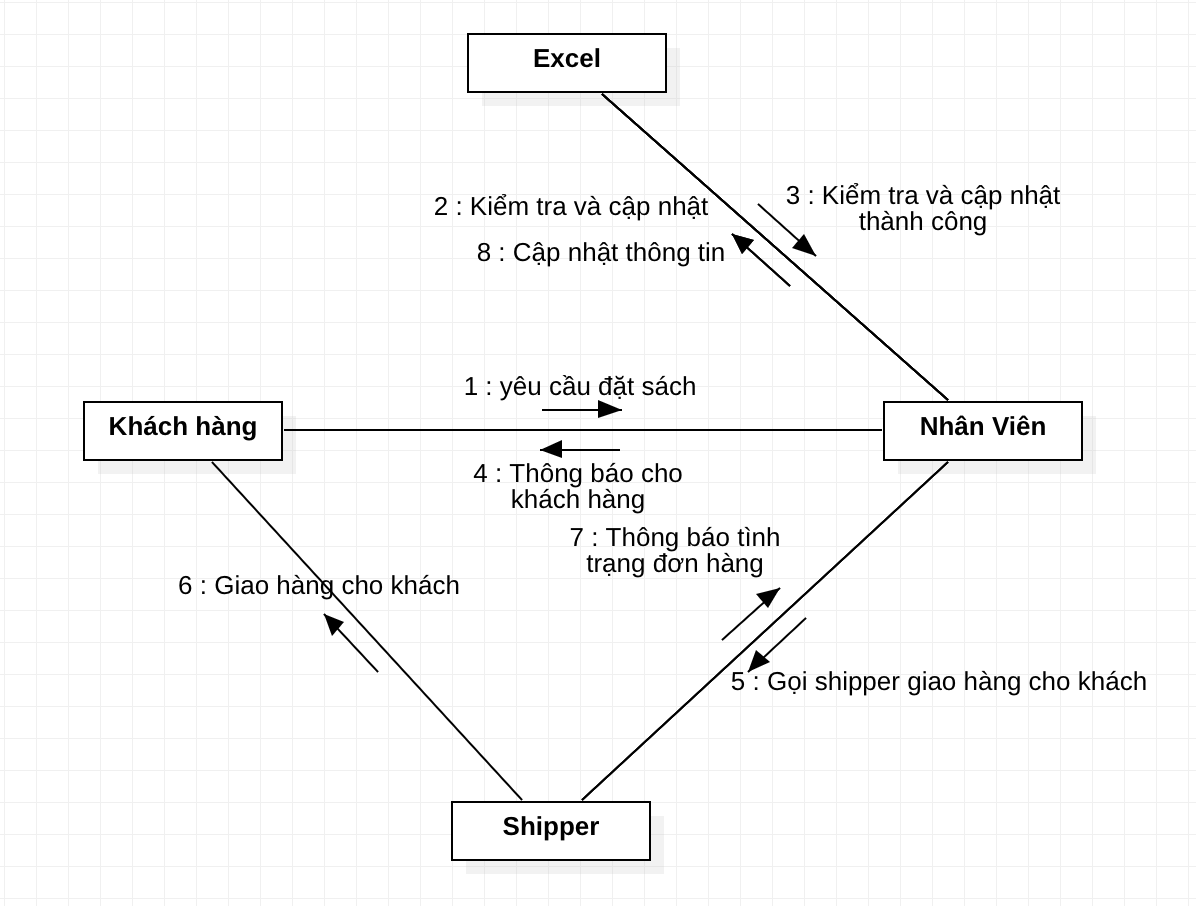 Excel
3 : Kiểm tra và cập nhật
thành công
2 : Kiểm tra và cập nhật
8 : Cập nhật thông tin
1 : yêu cầu đặt sách
Khách hàng
Nhân Viên
4 : Thông báo cho
khách hàng
7 : Thông báo tình
trạng đơn hàng
6 : Giao hàng cho khách
5 : Gọi shipper giao hàng cho khách
Shipper